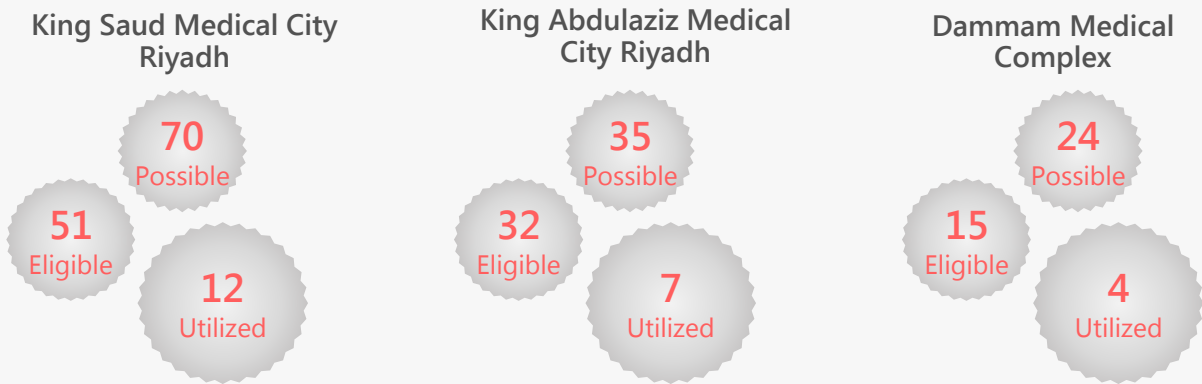 King Saud Medical City
Riyadh
70
Possible
51
Eligible
12
Utilized
King Abdulaziz Medical
City Riyadh
35
Possible
32
Eligible
7
Utilized
Dammam Medical
Complex
24
Possible
15
Eligible
4
Utilized